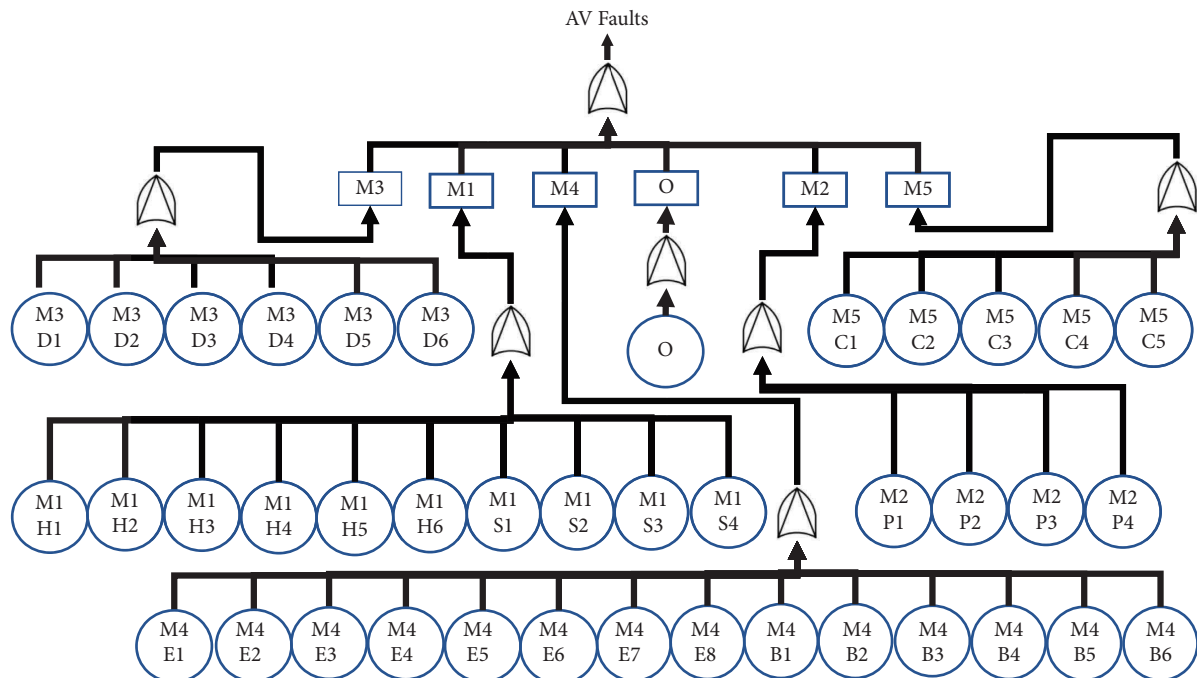 AV Faults
M3
M1
M4
O
M2
M5
M3
D1
M3
D2
M3
D3
M3
D4
M3
D5
M3
D6
O
M5
C1
M5
C2
M5
C3
M5
C4
M5
C5
M1
H1
M1
H2
M1
H3
M1
H4
M1
H5
M1
H6
M1
S1
M1
S2
M1
S3
M1
S4
M2
P1
M2
P2
M2
P3
M2
P4
M4
E1
M4
E2
M4
E3
M4
E4
M4
E5
M4
E6
M4
E7
M4
E8
M4
B1
M4
B2
M4
B3
M4
B4
M4
B5
M4
B6